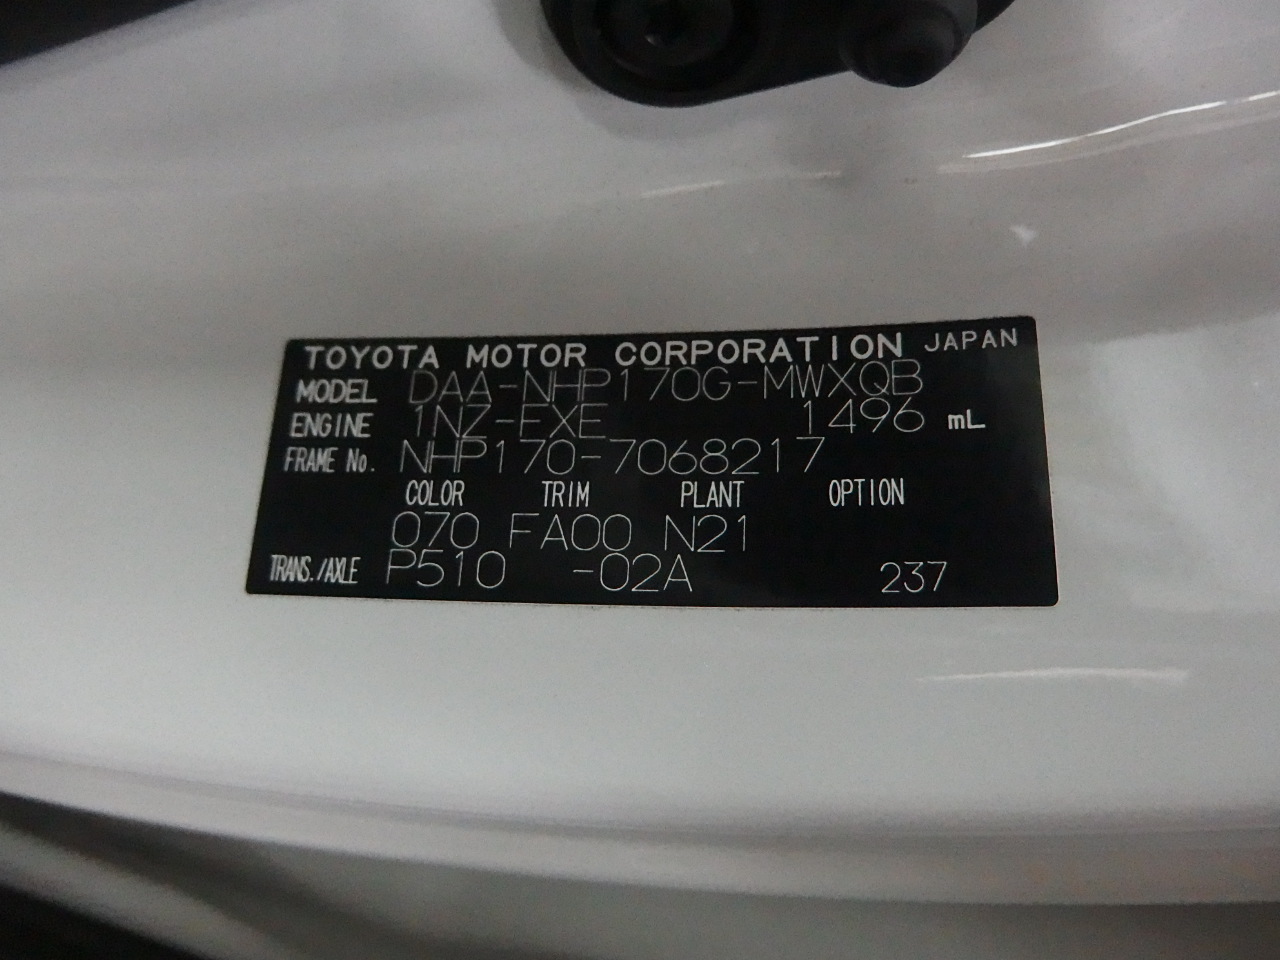 TOYOTA MOTOR CORPORATION JAPAN
MODEL DAA-NHP170G-MWXQB
ENGINE 1NZ-FXE 1496 mL
FRAME No. NHP170-7068217
COLOR TRIM PLANT OPTION
070 FA00 N21
TRANS./AXLE P510 -02A 237